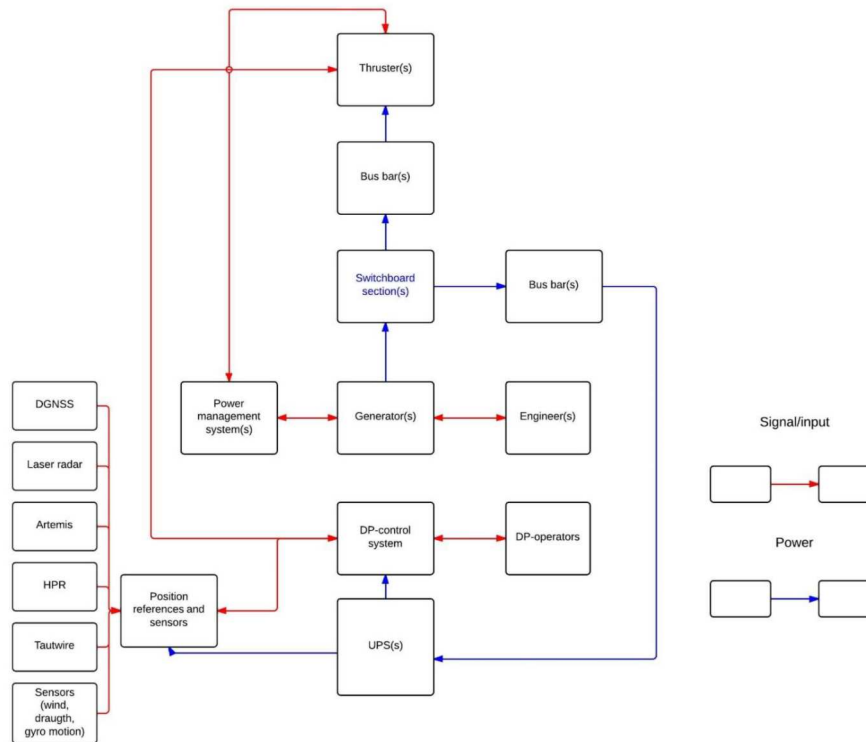 Thruster(s)
Bus bar(s)
Switchboard
section(s)
Bus bar(s)
DGNSS
Power
management
system(s)
Generator(s)
Engineer(s)
Signal/input
Laser radar
Artemis
DP-control
system
DP-operators
Power
HPR
Position
references and
sensors
Tautwire
UPS(s)
Sensors
(wind,
draugth,
gyro motion)